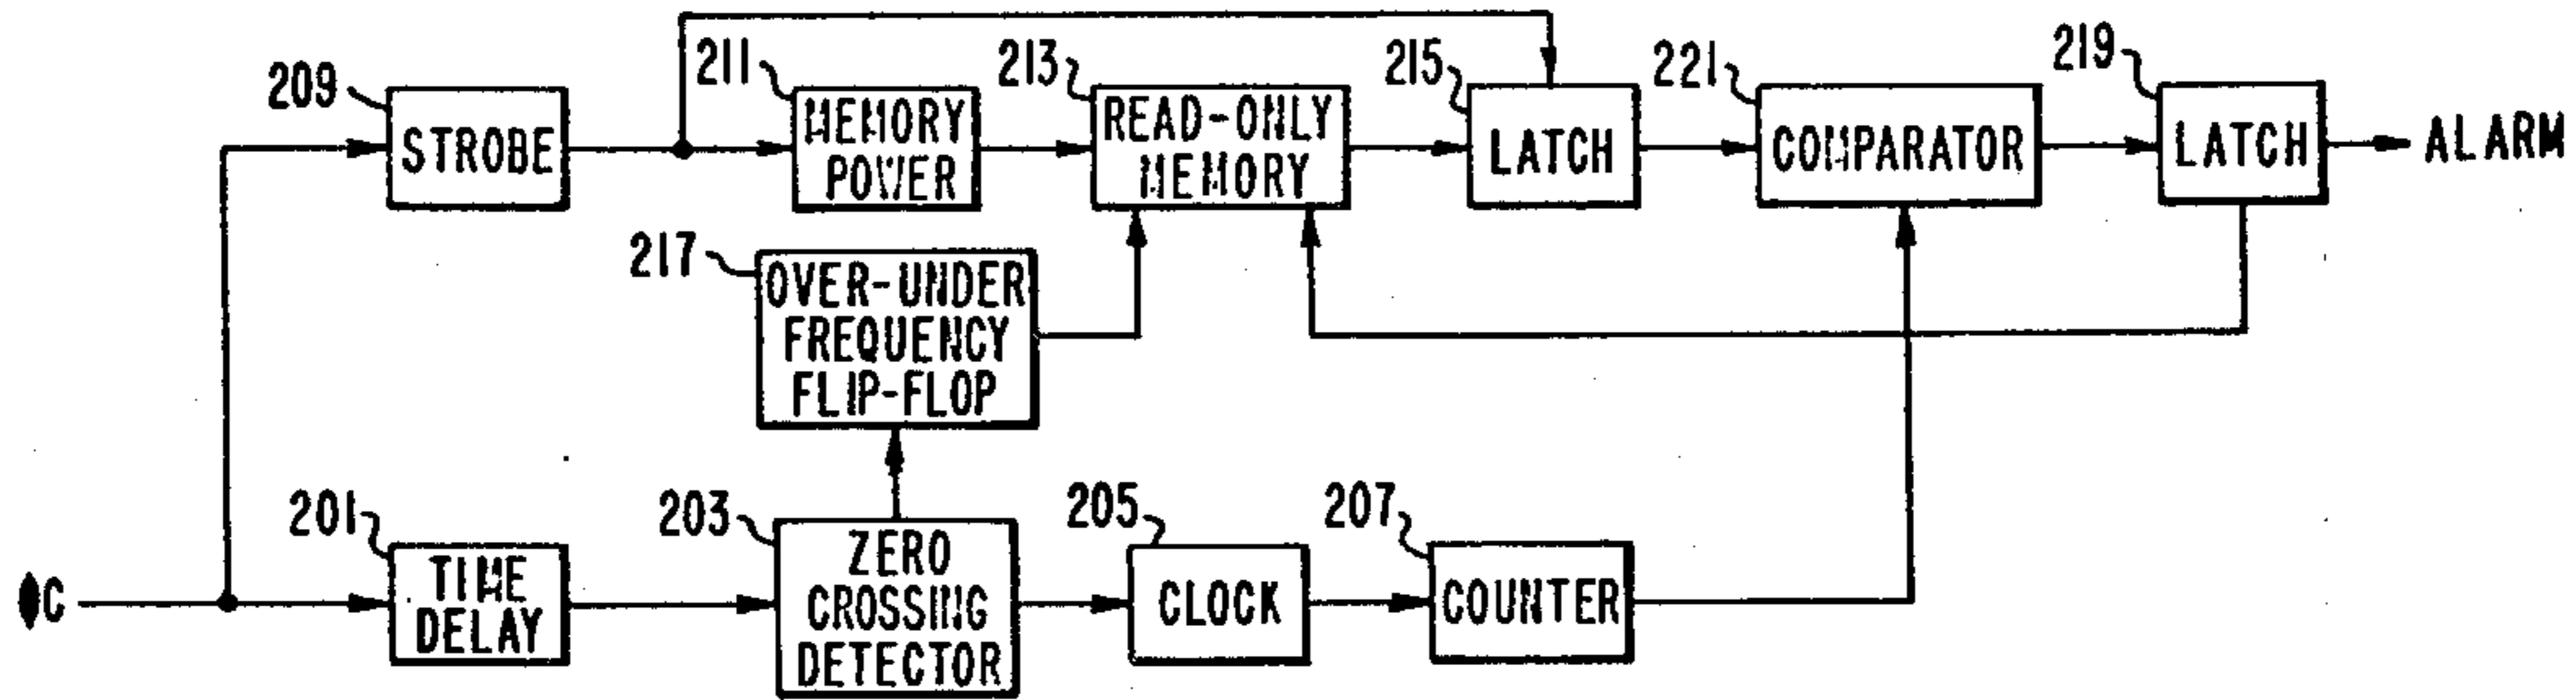 209
STROBE
211
MEMORY
POWER
213
READ-ONLY
MEMORY
215
LATCH
221
COMPARATOR
219
LATCH
ALARM
217
OVER-UNDER
FREQUENCY
FLIP-FLOP
ϕC
201
TIME
DELAY
203
ZERO
CROSSING
DETECTOR
205
CLOCK
207
COUNTER